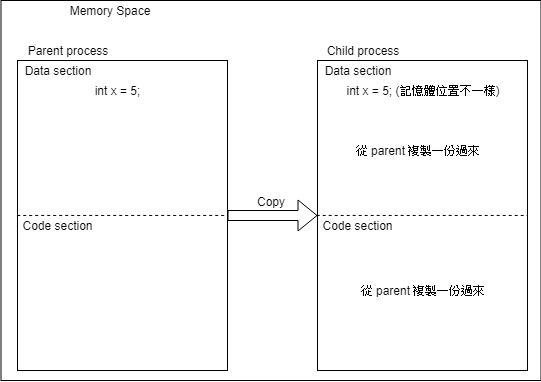 Memory Space
Parent process
Data section
int x = 5;
Code section
Copy
Child process
Data section
int x = 5; (記憶體位置不一樣)
從 parent 複製一份過來
Code section
從 parent 複製一份過來